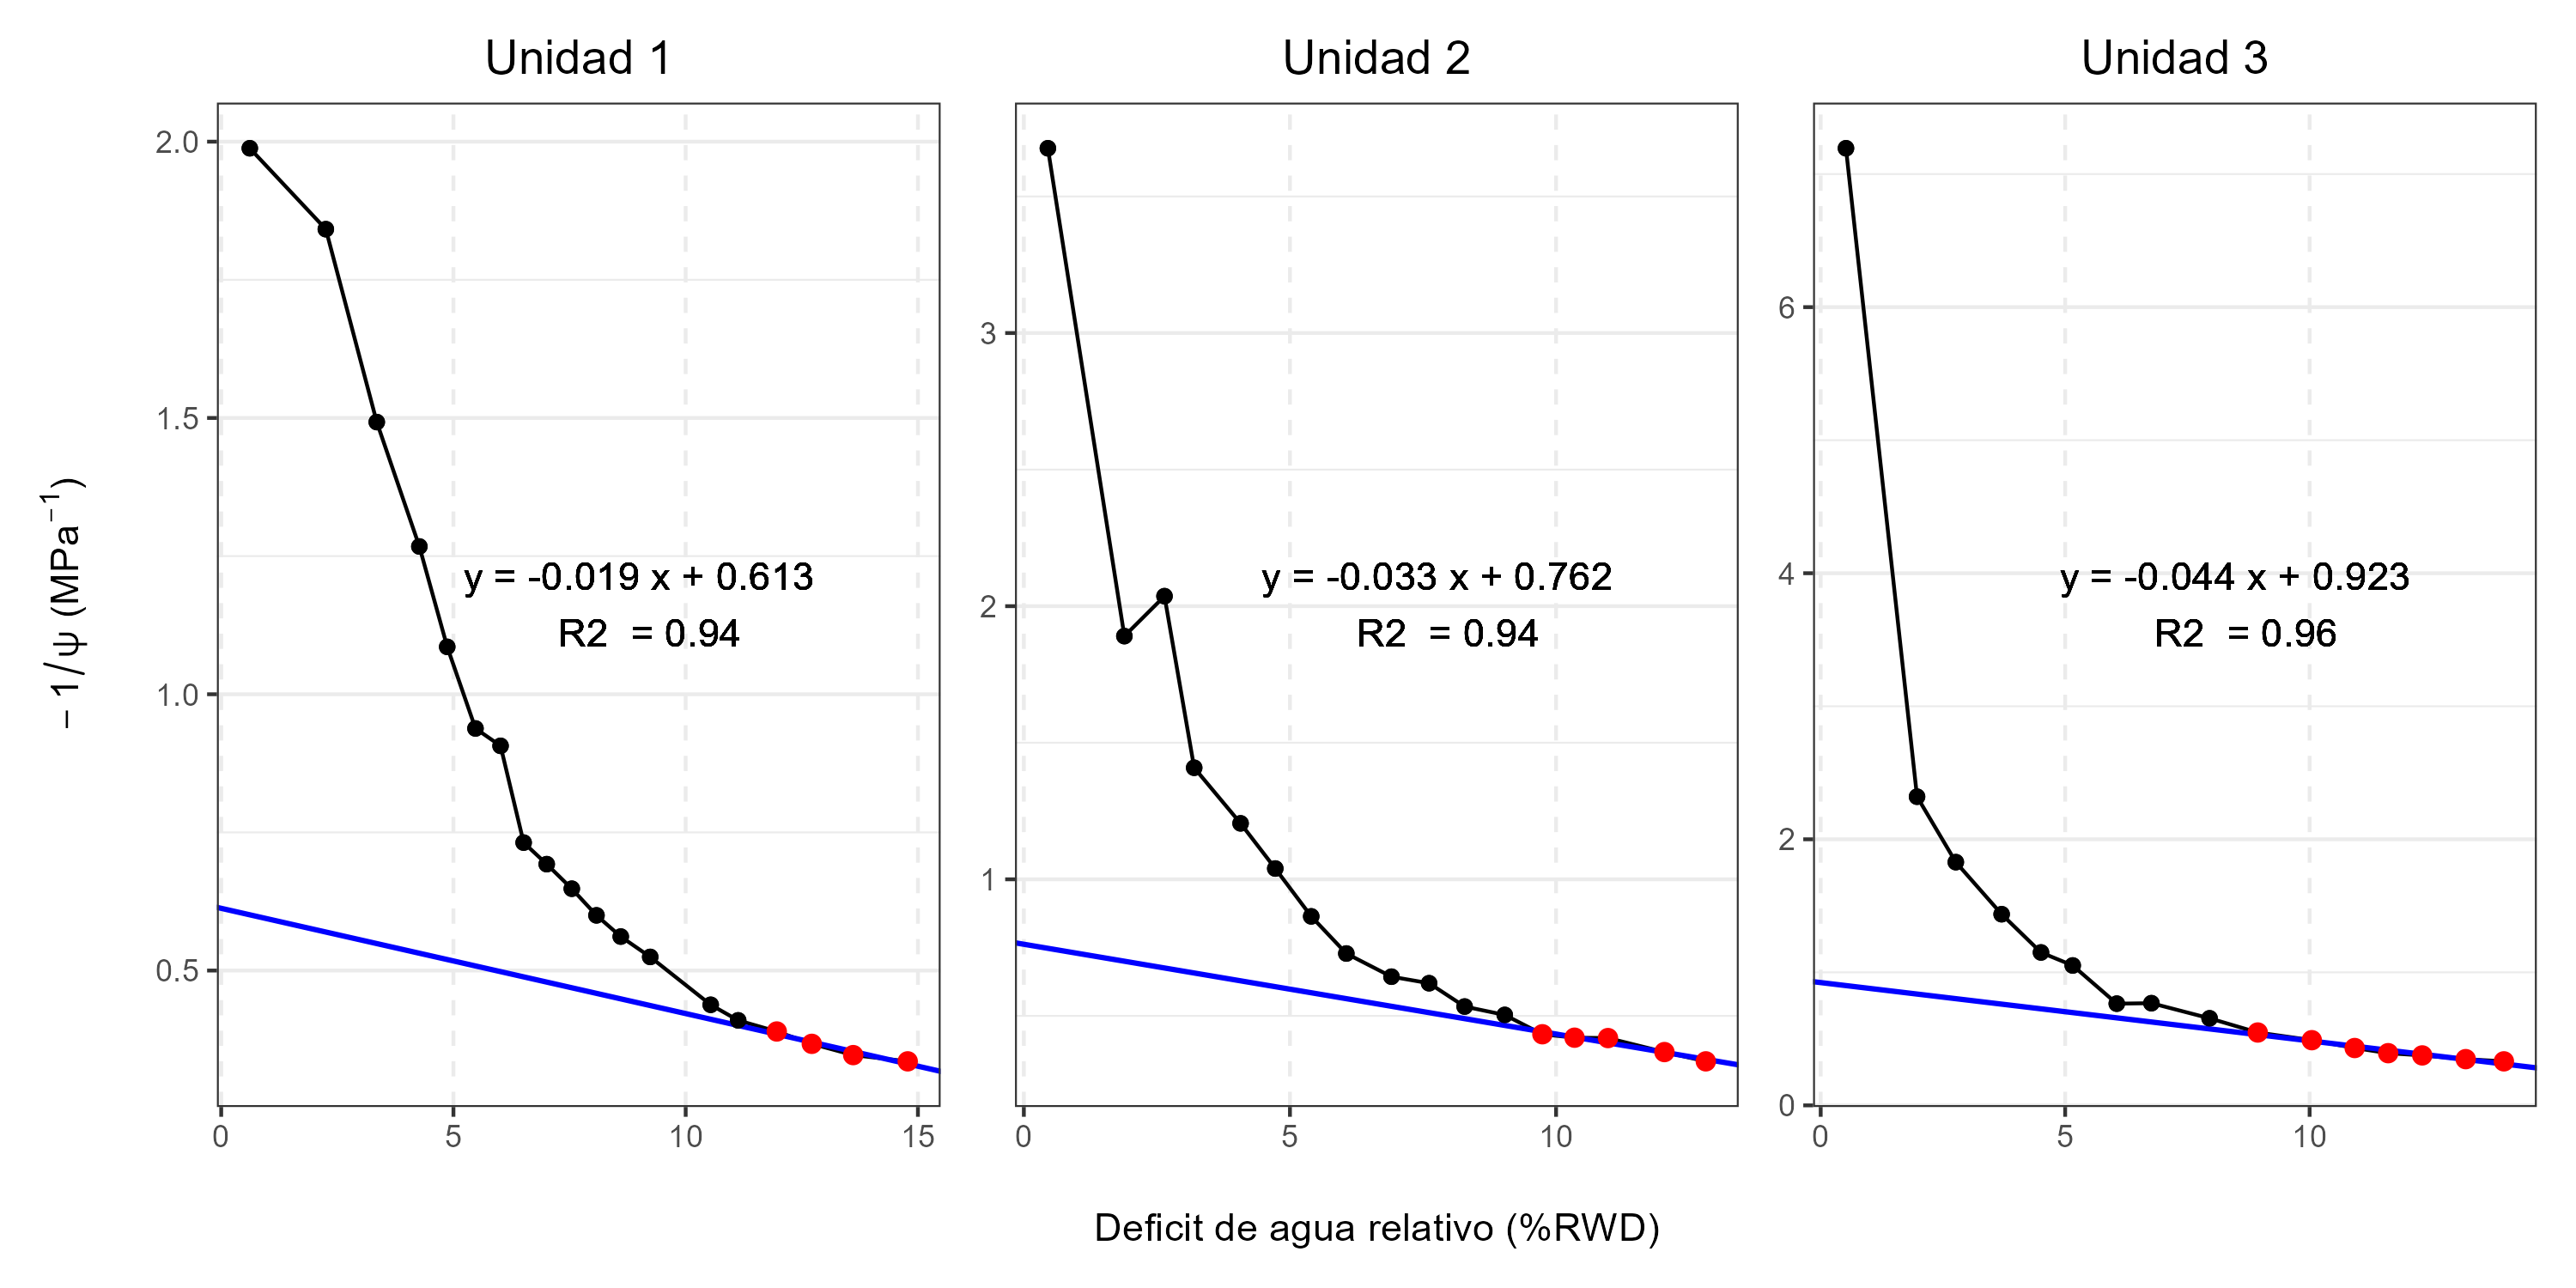 Unidad 1
Unidad 2
Unidad 3
− 1/ψ (MPa⁻¹)
2.0
1.5
1.0
0.5
y = -0.019 x + 0.613
R2 = 0.94
0 5 10 15
3
2
1
y = -0.033 x + 0.762
R2 = 0.94
0 5 10
6
4
2
0
y = -0.044 x + 0.923
R2 = 0.96
0 5 10
Deficit de agua relativo (%RWD)